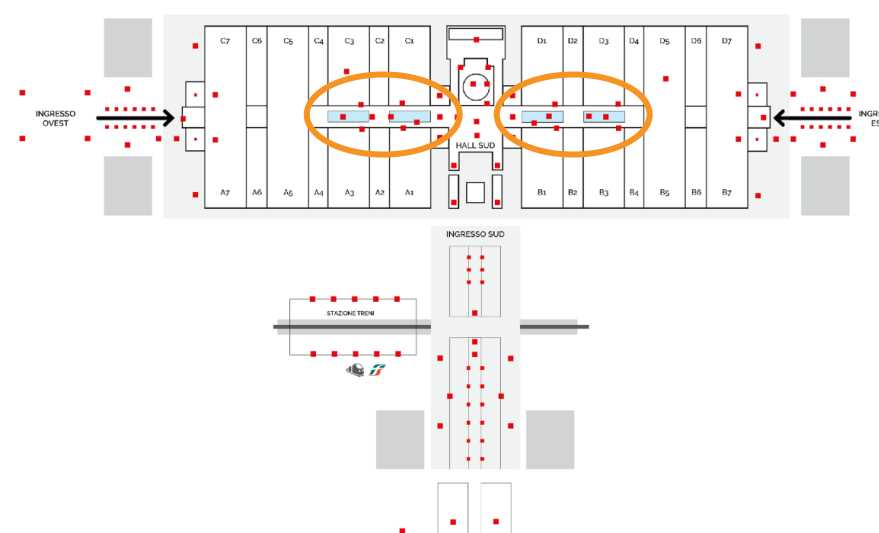 C7 C6 C5 C4 C3 C2 C1 D1 D2 D3 D4 D5 D6 D7
INGRESSO
OVEST
HALL SUD
A7 A6 A5 A4 A3 A2 A1 B1 B2 B3 B4 B5 B6 B7
INGRESSO SUD
STAZIONE TRENI